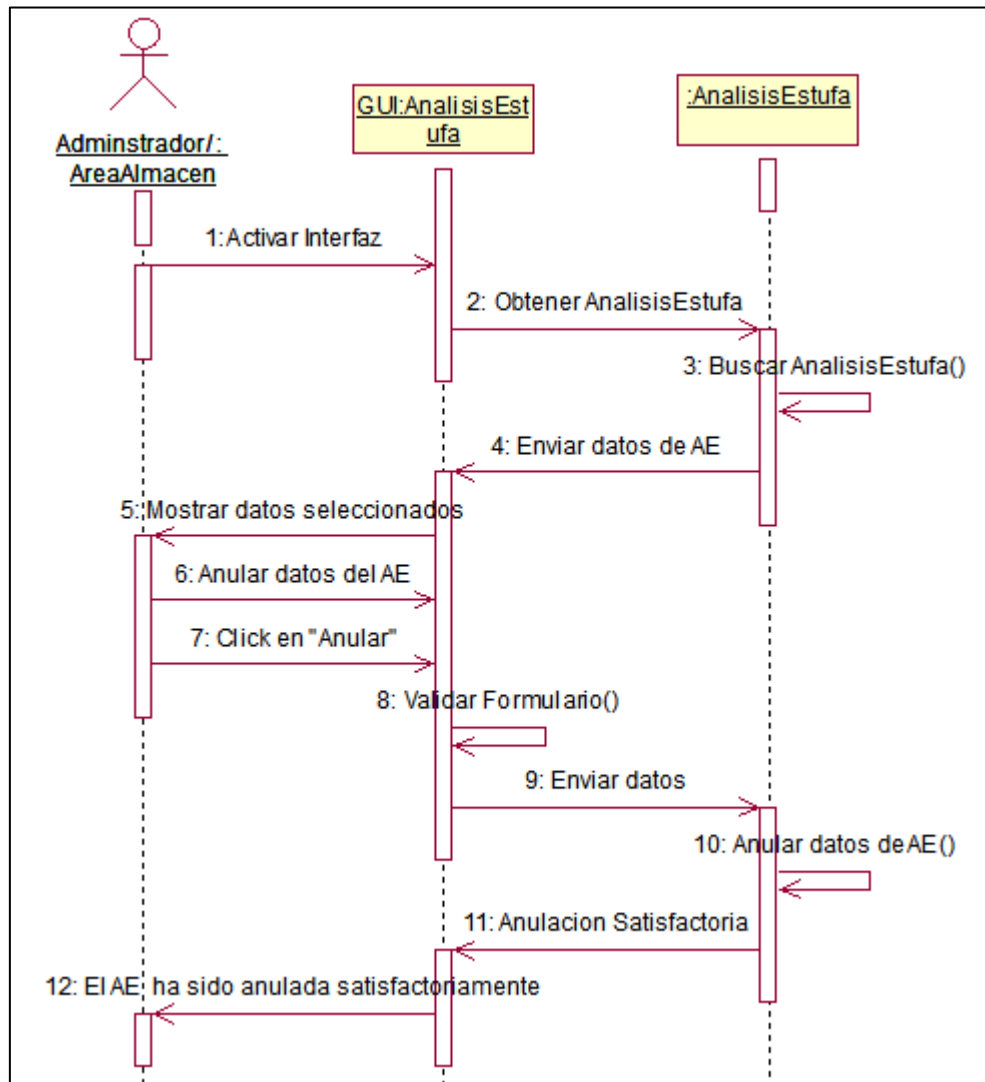 Adminstrador/:
AreaAlmacen
GUI:AnalisisEst
ufa
:AnalisisEstufa
1:Activar Interfaz
2: Obtener AnalisisEstufa
3: Buscar AnalisisEstufa()
4: Enviar datos de AE
5: Mostrar datos seleccionados
6: Anular datos del AE
7: Click en "Anular"
8: Validar Formulario()
9: Enviar datos
10: Anular datos de AE()
11: Anulacion Satisfactoria
12: El AE ha sido anulada satisfactoriamente